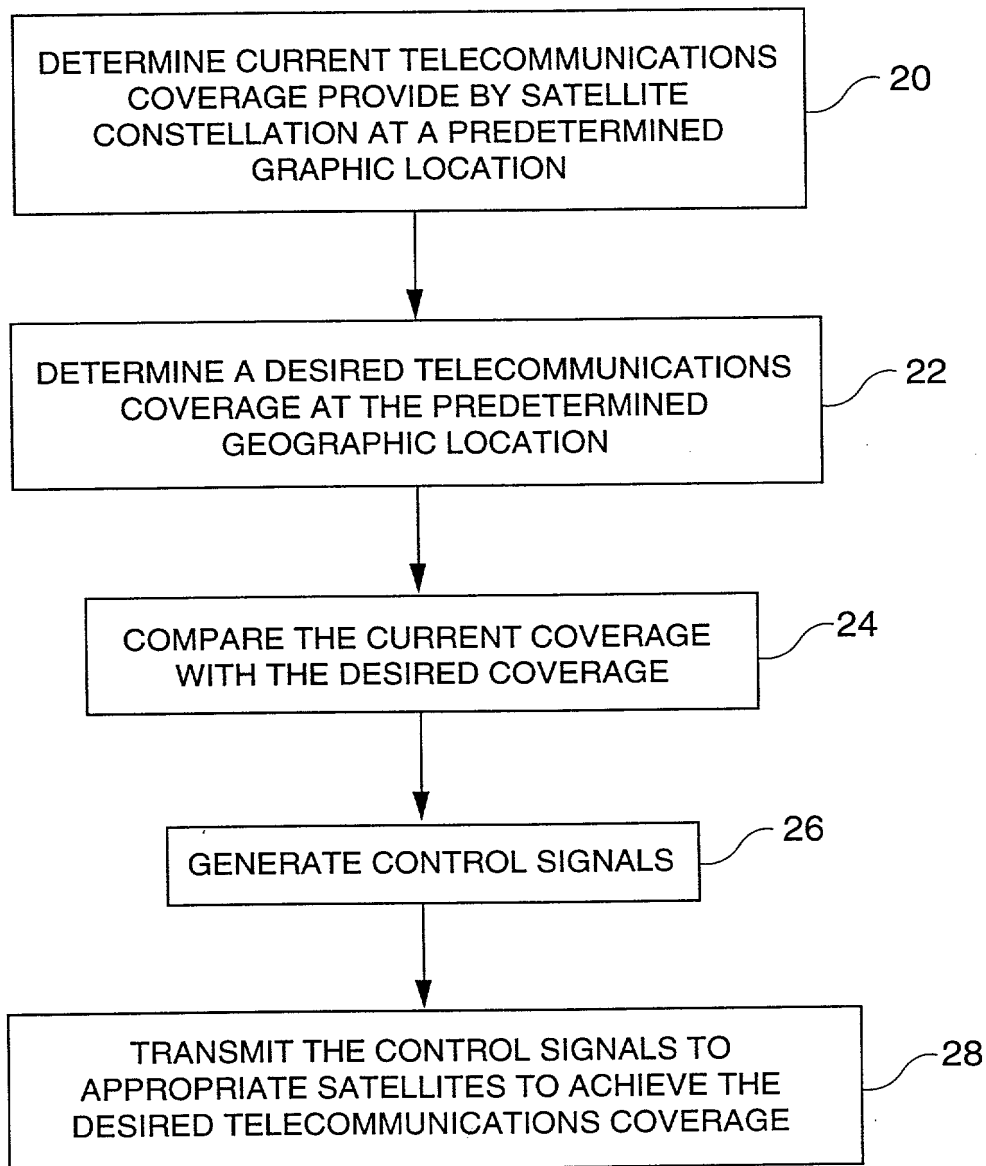 DETERMINE CURRENT TELECOMMUNICATIONS
COVERAGE PROVIDE BY SATELLITE
CONSTELLATION AT A PREDETERMINED
GRAPHIC LOCATION
20
DETERMINE A DESIRED TELECOMMUNICATIONS
COVERAGE AT THE PREDETERMINED
GEOGRAPHIC LOCATION
22
COMPARE THE CURRENT COVERAGE
WITH THE DESIRED COVERAGE
24
GENERATE CONTROL SIGNALS
26
TRANSMIT THE CONTROL SIGNALS TO
APPROPRIATE SATELLITES TO ACHIEVE THE
DESIRED TELECOMMUNICATIONS COVERAGE
28